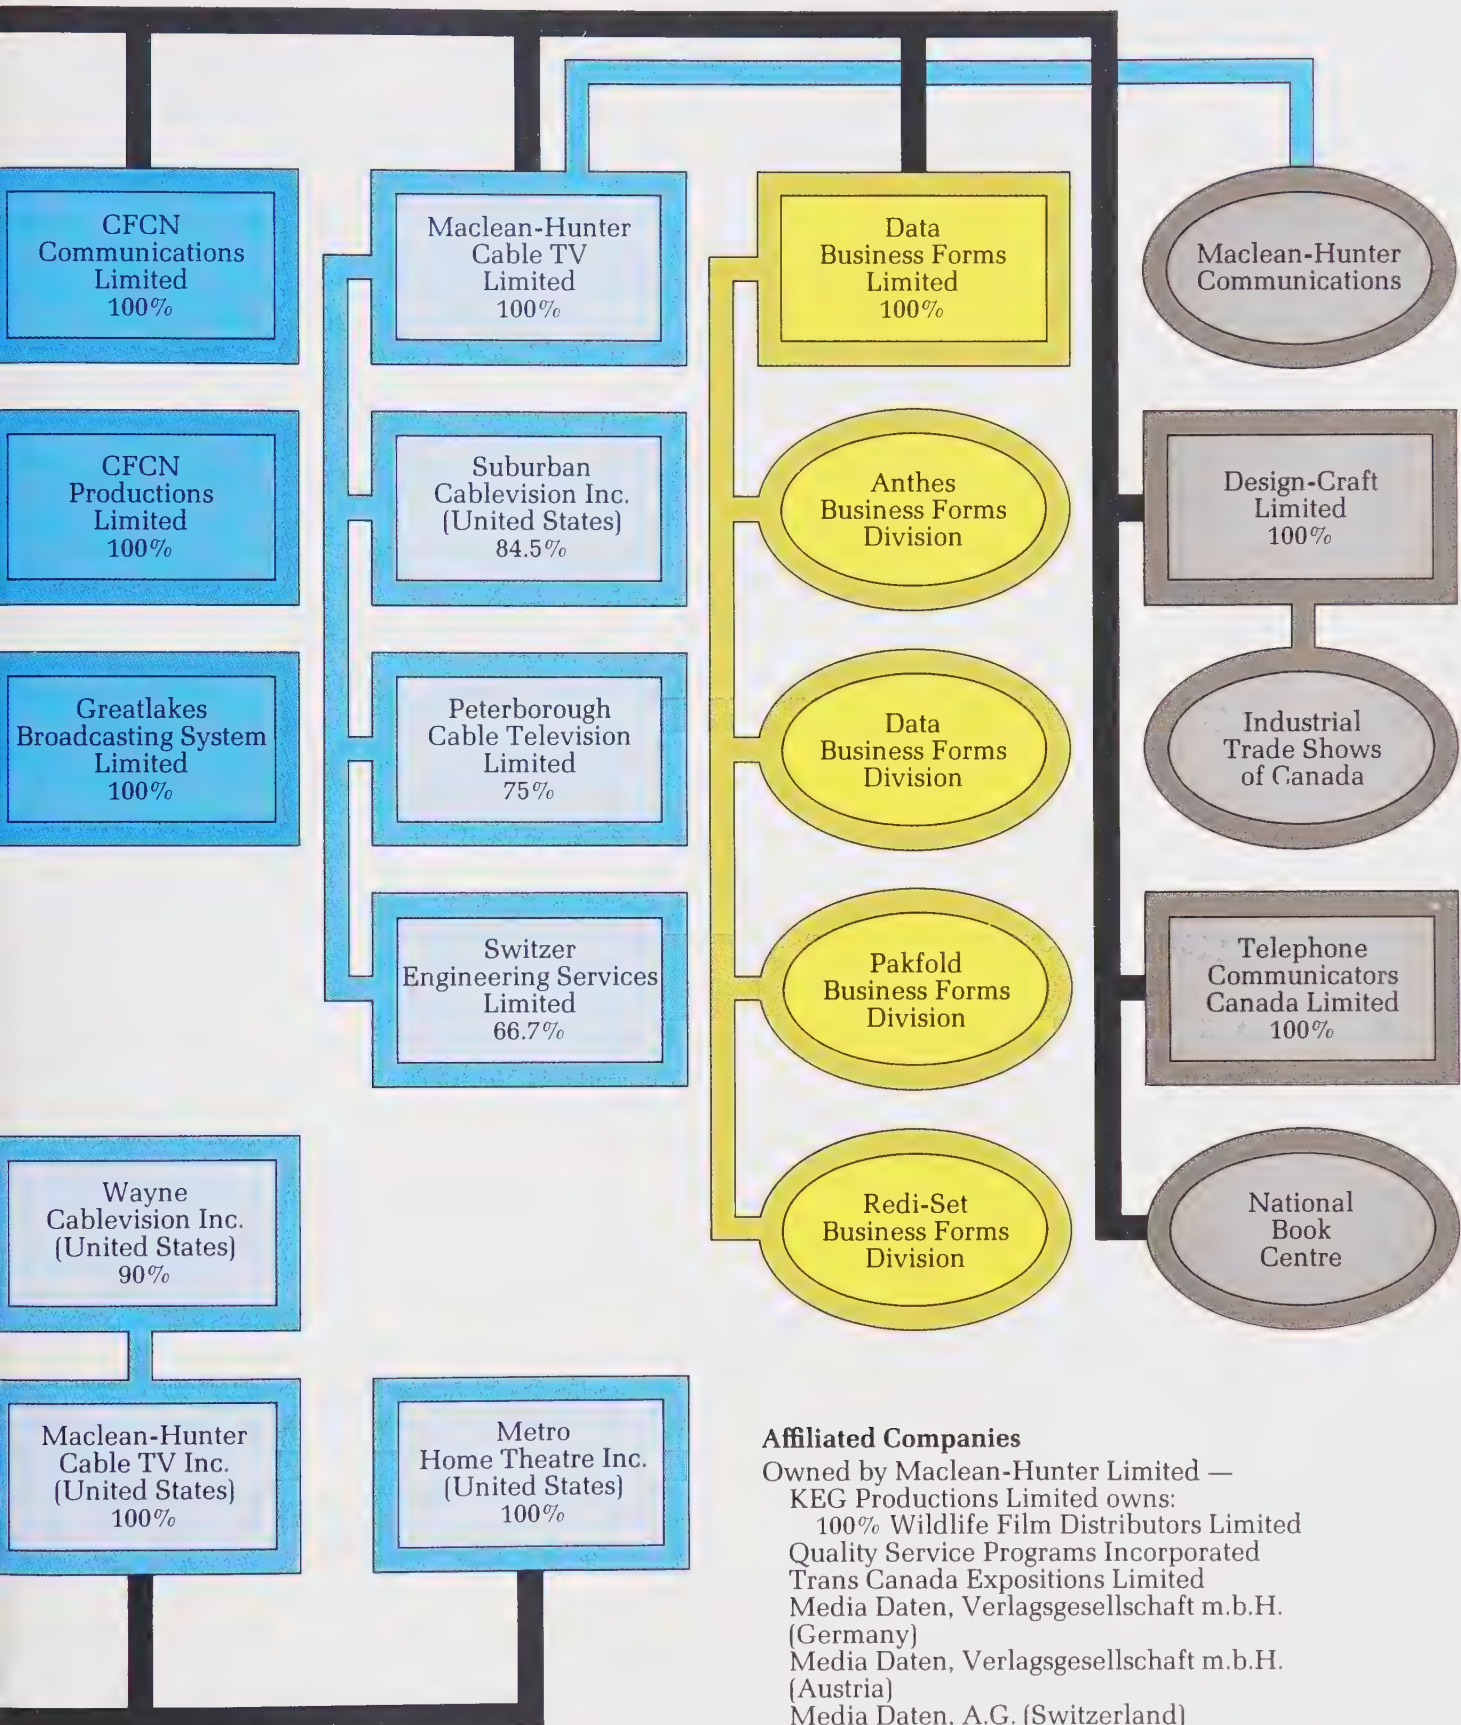 CFCN
Communications
Limited
100%
Maclean-Hunter
Cable TV
Limited
100%
Data
Business Forms
Limited
100%
Maclean-Hunter
Communications
CFCN
Productions
Limited
100%
Suburban
Cablevision Inc.
(United States)
84.5%
Anthes
Business Forms
Division
Design-Craft
Limited
100%
Greatlakes
Broadcasting System
Limited
100%
Peterborough
Cable Television
Limited
75%
Data
Business Forms
Division
Industrial
Trade Shows
of Canada
Switzer
Engineering Services
Limited
66.7%
Pakfold
Business Forms
Division
Telephone
Communicators
Canada Limited
100%
Wayne
Cablevision Inc.
(United States)
90%
Redi-Set
Business Forms
Division
National
Book
Centre
Maclean-Hunter
Cable TV Inc.
(United States)
100%
Metro
Home Theatre Inc.
(United States)
100%
Affiliated Companies
Owned by Maclean-Hunter Limited —
KEG Productions Limited owns:
100% Wildlife Film Distributors Limited
Quality Service Programs Incorporated
Trans Canada Expositions Limited
Media Daten, Verlagsgesellschaft m.b.H.
(Germany)
Media Daten, Verlagsgesellschaft m.b.H.
(Austria)
Media Daten, A.G. (Switzerland)